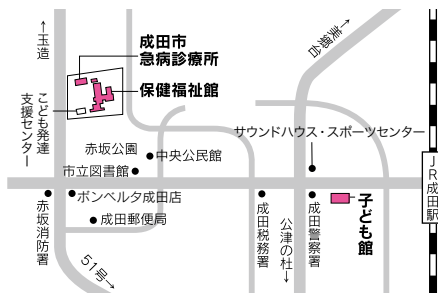 ←玉造
成田市
急病診療所
保健福祉館
こども発達
支援センター
←美郷台
サウンドハウス・スポーツセンター
赤坂公園
中央公民館
市立図書館
ボンベルタ成田店
成田郵便局
赤坂消防署
51号→
成田税務署
公津の杜→
成田警察署
子ども館
JR成田駅